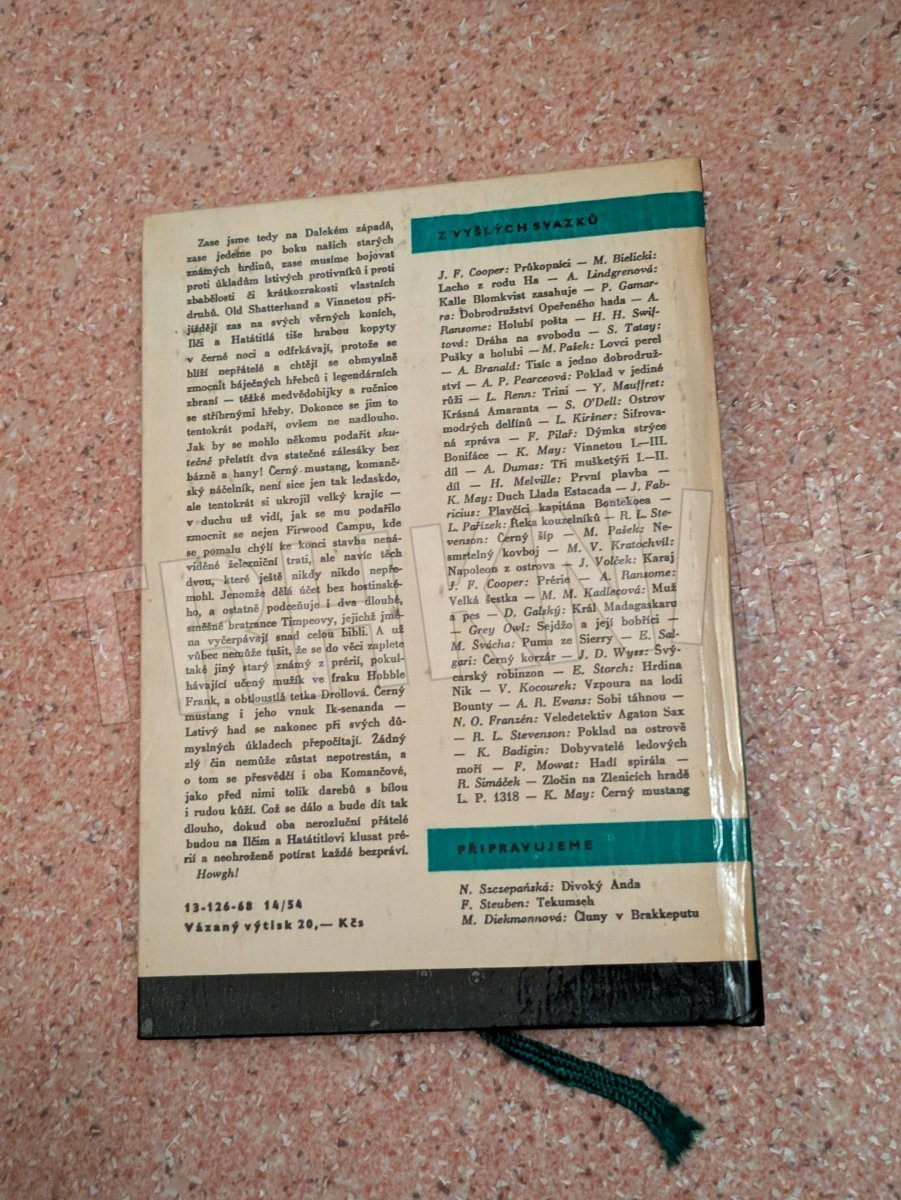 Zase jsme tedy na Dalekém západě,
zase jedeme po boku našich starých
známých hrdinů, zase musíme bojovat
proti úkladům lstivých protivníků i proti
zbabělosti či krátkozrakosti vlastních
druhů. Old Shatterhand a Vinnetou při-
jíždějí zas na svých věrných koních,
Ilči a Hatátitlá tiše hrabou kopyty
v černé noci a odfrkávají, protože se
blíží nepřátelé a chtějí se obmyslně
zmocnit báječných hřebců i legendárních
zbraní — těžké medvědobijky a ručnice
se stříbrnými hřeby. Dokonce se jim to
tentokrát podaří, ovšem ne nadlouho.
Jak by se mohlo někomu podařit sku-
tečně přelstít dva statečné zálesáky bez
bázně a hany! Černý mustang, komanč-
ský náčelník, není sice jen tak ledaskdo,
ale tentokrát si ukrojil velký krajíc —
v duchu už vidí, jak se mu podařilo
zmocnit se nejen Firwood Campu, kde
se pomalu chýlí ke konci stavba nená-
viděné železniční trati, ale navíc těch
dvou, které ještě nikdy nikdo nepře-
mohl. Jenomže dělá účet bez hostinské-
ho, a ostatně podceňuje i dva dlouhé,
směšné bratrance Timpeovy, jejichž jmé-
na vyčerpávají snad celou bibli. A už
vůbec nemůže tušit, že se do věci zaplete
také jiný starý známý z prérií, pokul-
hávající učený mužík ve fraku Hobble
Frank, a obtloustlá tetka Drollová. Černý
mustang i jeho vnuk Ik-senanda —
Lstivý had se nakonec při svých dů-
myslných úkladech přepočítají. Žádný
zlý čin nemůže zůstat nepotrestán, a
o tom se přesvědčí i oba Komančové,
jako před nimi tolik darebů s bílou
i rudou kůží. Což se dálo a bude dít tak
dlouho, dokud oba nerozluční přátelé
budou na Ilčim a Hatátitlovi klusat pré-
rií a neohroženě potírat každé bezpráví.
Howgh!
13-126-68 14/54
Vázaný výtisk 20,— Kčs
Z VYŠLÝCH SVAZKŮ
J. F. Cooper: Průkopníci — M. Bielicki:
Lacho z rodu Ha — A. Lindgrenová:
Kalle Blomkvist zasahuje — P. Gamar-
ra: Dobrodružství Opeřeného hada — A.
Ransome: Holubí pošta — H. H. Swif-
tová: Dráha na svobodu — S. Tatay:
Pušky a holubi — M. Pašek: Lovci perel
— A. Branald: Tisíc a jedno dobrodruž-
ství — A. P. Pearceová: Poklad v jediné
růži — L. Renn: Trini — Y. Mauffret:
Krásná Amaranta — S. O'Dell: Ostrov
modrých delfínů — L. Kiršner: Šifrova-
ná zpráva — F. Pilař: Dýmka strýce
Bonifáce — K. May: Vinnetou I.—III.
díl — A. Dumas: Tři mušketýři I.—II.
díl — H. Melville: První plavba —
K. May: Duch Llada Estacada — J. Fab-
ricius: Plavčíci kapitána Bontekoea —
L. Pařízek: Řeka kouzelníků — R. L. Ste-
venson: Černý šíp — M. Pašek: Ne-
smrtelný kovboj — M. V. Kratochvíl:
Napoleon z ostrova — J. Volček: Karaj
J. F. Cooper: Prérie — A. Ransome:
Velká šestka — M. M. Kadlecová: Muž
a pes — D. Galský: Král Madagaskaru
— Grey Owl: Sejdžo a její bobříci —
M. Svácha: Puma ze Sierry — E. Sal-
gari: Černý korzár — J. D. Wyss: Švý-
carský robinzon — E. Storch: Hrdina
Nik — V. Kocourek: Vzpoura na lodi
Bounty — A. R. Evans: Sobi táhnou —
N. O. Franzén: Veledetektiv Agaton Sax
— R. L. Stevenson: Poklad na ostrově
— K. Badigin: Dobyvatelé ledových
moří — F. Mowat: Hadí spirála —
R. Šimáček — Zločin na Zlenicích hradě
L. P. 1318 — K. May: Černý mustang
PŘIPRAVUJEME
N. Szczepańská: Divoký Anda
F. Steuben: Tekumseh
M. Diekmannová: Čluny v Brakkeputu